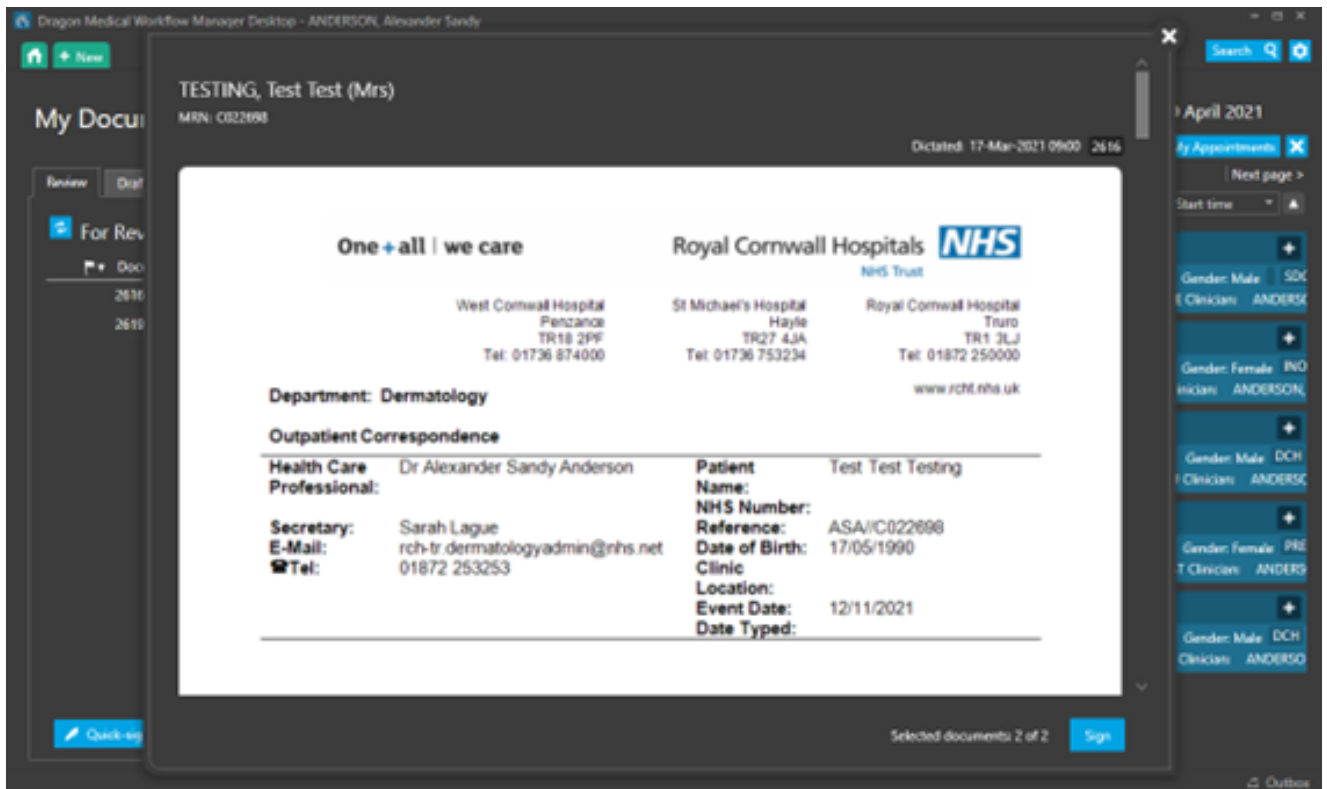 Dragon Medical Workflow Manager Desktop - ANDERSON, Alexander Sandy
+ New
Search
My Docu
April 2021
My Appointments
Next page >
Start time
Review
Draf
For Rev
Doc
2616
2619
Quick-sig
TESTING, Test Test (Mrs)
MRN: C022698
Dictated: 17-Mar-2021 09:00 2616
One + all | we care
Royal Cornwall Hospitals NHS
NHS Trust
West Cornwall Hospital
Penzance
TR18 2PF
Tel: 01736 874000
St Michael's Hospital
Hayle
TR27 4JA
Tel: 01736 753234
Royal Cornwall Hospital
Truro
TR1 3LJ
Tel: 01872 250000
www.rcht.nhs.uk
Department: Dermatology
Outpatient Correspondence
Health Care Professional: Dr Alexander Sandy Anderson
Secretary: Sarah Lague
E-Mail: rch-tr.dermatologyadmin@nhs.net
☎Tel: 01872 253253
Patient Name: Test Test Testing
NHS Number:
Reference: ASA//C022698
Date of Birth: 17/05/1990
Clinic Location:
Event Date: 12/11/2021
Date Typed:
Selected documents: 2 of 2
Sign
Gender: Male SDC
Clinician: ANDERSO
Gender: Female INO
inician: ANDERSON,
Gender: Male DCH
Clinician: ANDERSO
Gender: Female PRE
T Clinician: ANDERS
Gender: Male DCH
Clinician: ANDERSO
Outbox